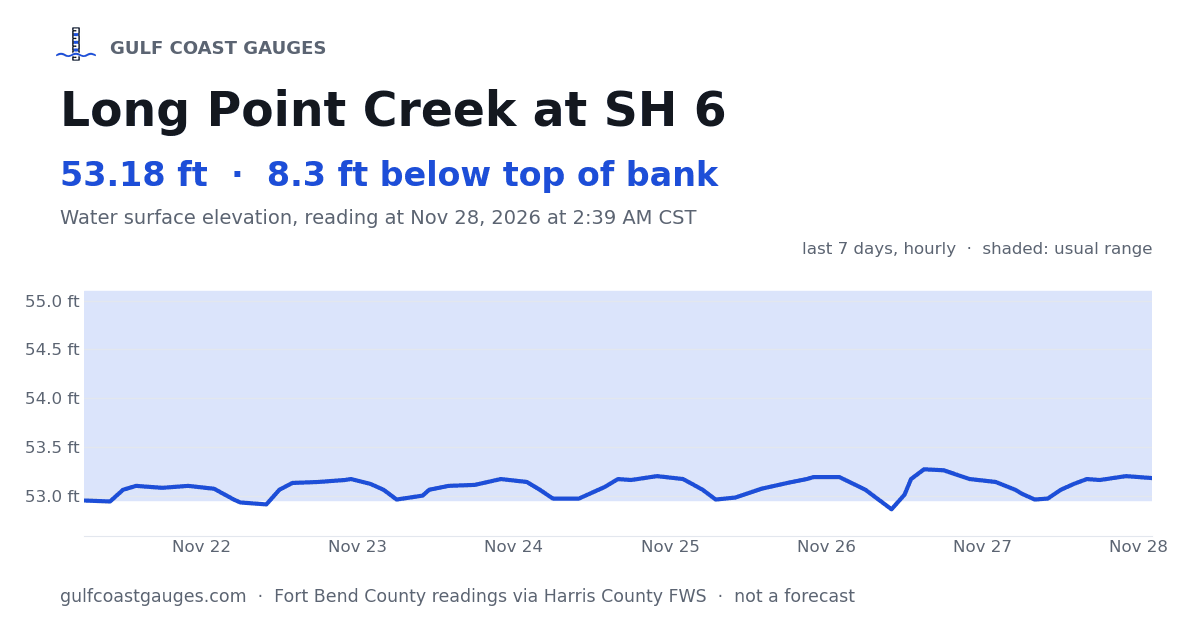 GULF COAST GAUGES
Long Point Creek at SH 6
53.18 ft · 8.3 ft below top of bank
Water surface elevation, reading at Nov 28, 2026 at 2:39 AM CST
last 7 days, hourly · shaded: usual range
55.0 ft
54.5 ft
54.0 ft
53.5 ft
53.0 ft
Nov 22 Nov 23 Nov 24 Nov 25 Nov 26 Nov 27 Nov 28
gulfcoastgauges.com · Fort Bend County readings via Harris County FWS · not a forecast